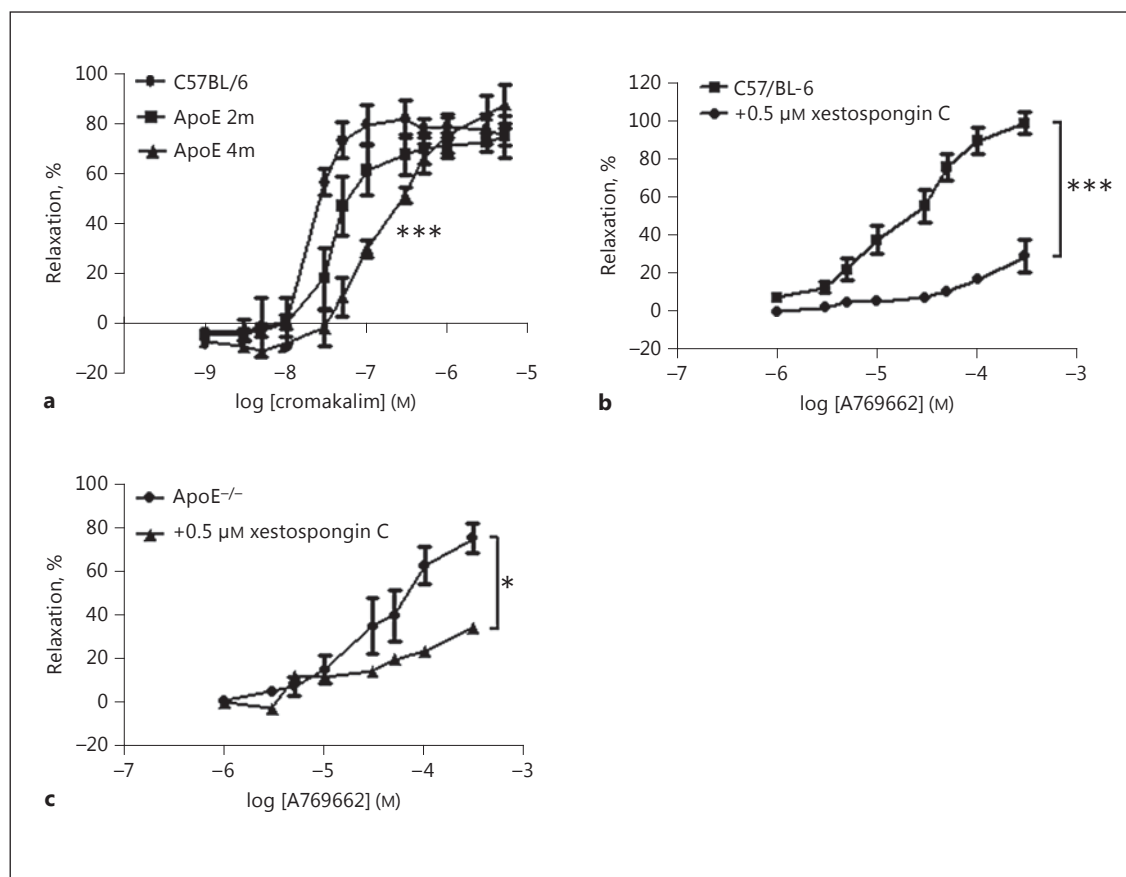 100
80
60
40
20
0
−20
Relaxation, %
C57BL/6
ApoE 2m
ApoE 4m
***
−9 −8 −7 −6 −5
log [cromakalim] (M)
a
120
100
80
60
40
20
0
−20
Relaxation, %
C57/BL-6
+0.5 µM xestospongin C
***
−7 −6 −5 −4 −3
log [A769662] (M)
b
100
80
60
40
20
0
−20
Relaxation, %
ApoE−/−
+0.5 µM xestospongin C
*
−7 −6 −5 −4 −3
log [A769662] (M)
c